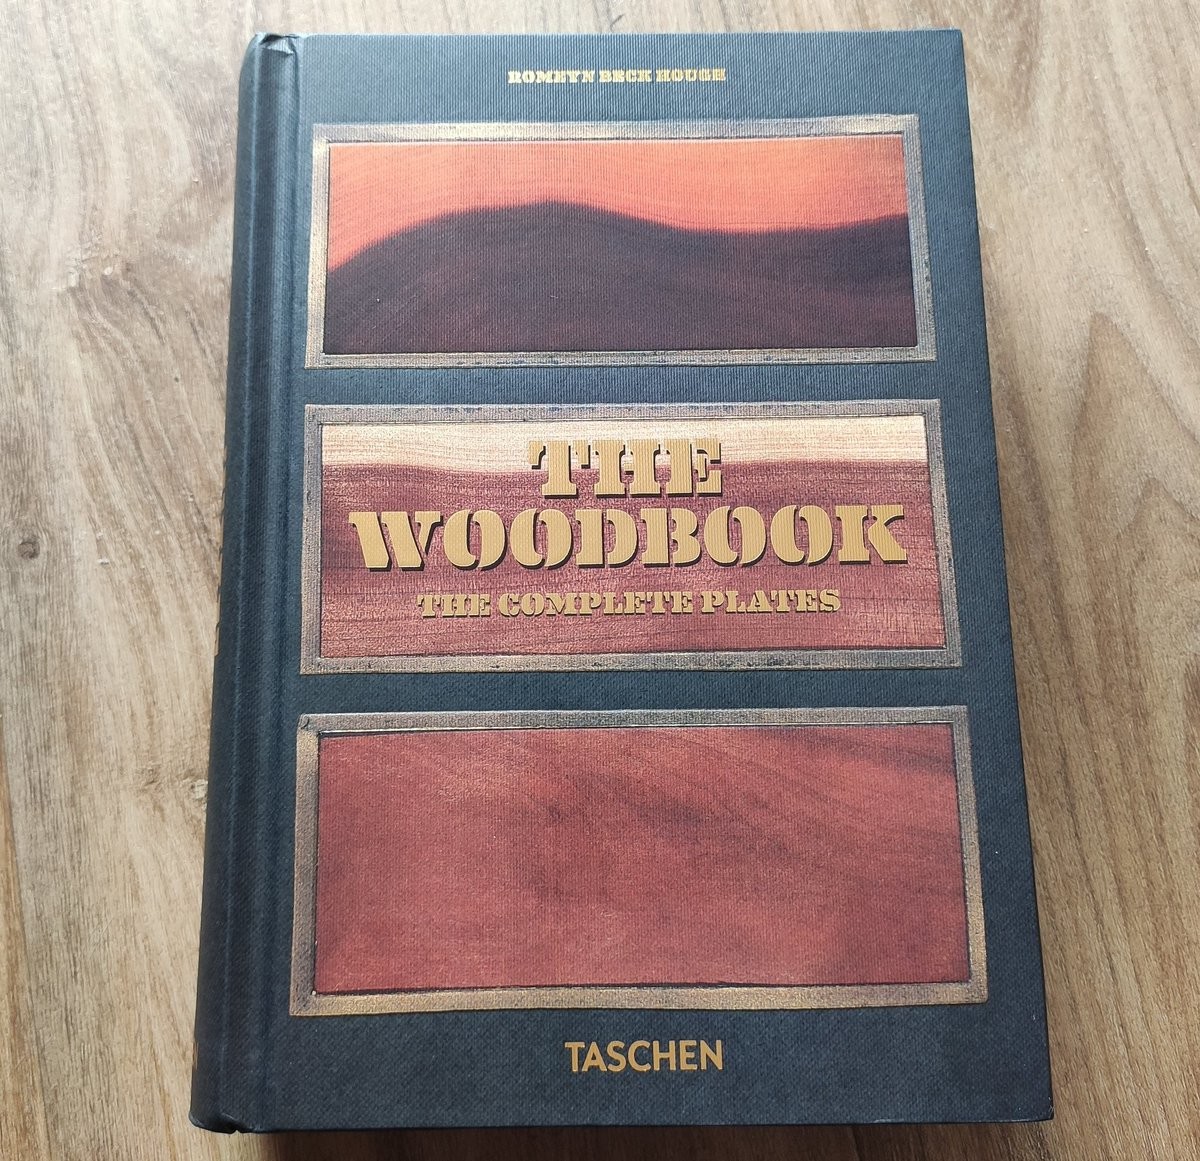 ROMEYN BECK HOUGH
THE
WOODBOOK
THE COMPLETE PLATES
TASCHEN